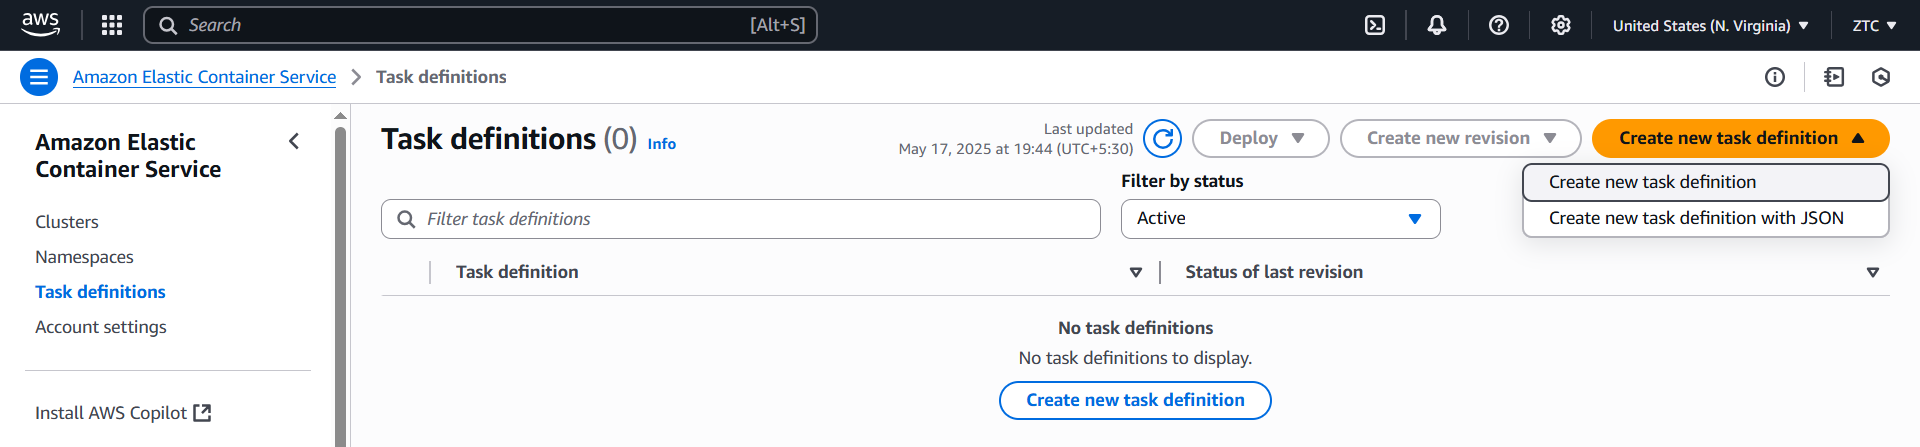 aws
Search [Alt+S]
United States (N. Virginia)
ZTC
Amazon Elastic Container Service > Task definitions
Amazon Elastic
Container Service
Clusters
Namespaces
Task definitions
Account settings
Install AWS Copilot
Task definitions (0) Info
Last updated
May 17, 2025 at 19:44 (UTC+5:30)
Deploy
Create new revision
Create new task definition
Create new task definition
Create new task definition with JSON
Filter by status
Filter task definitions
Active
Task definition
Status of last revision
No task definitions
No task definitions to display.
Create new task definition